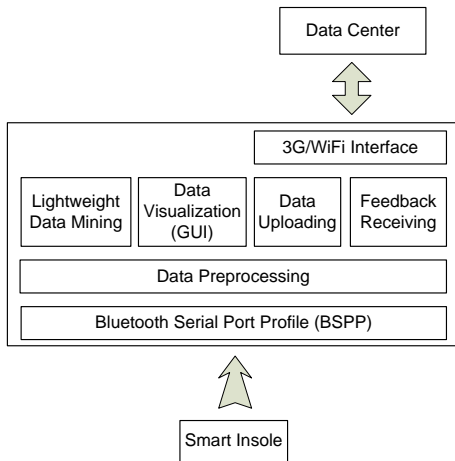 Data Center
3G/WiFi Interface
Lightweight
Data Mining
Data
Visualization
(GUI)
Data
Uploading
Feedback
Receiving
Data Preprocessing
Bluetooth Serial Port Profile (BSPP)
Smart Insole